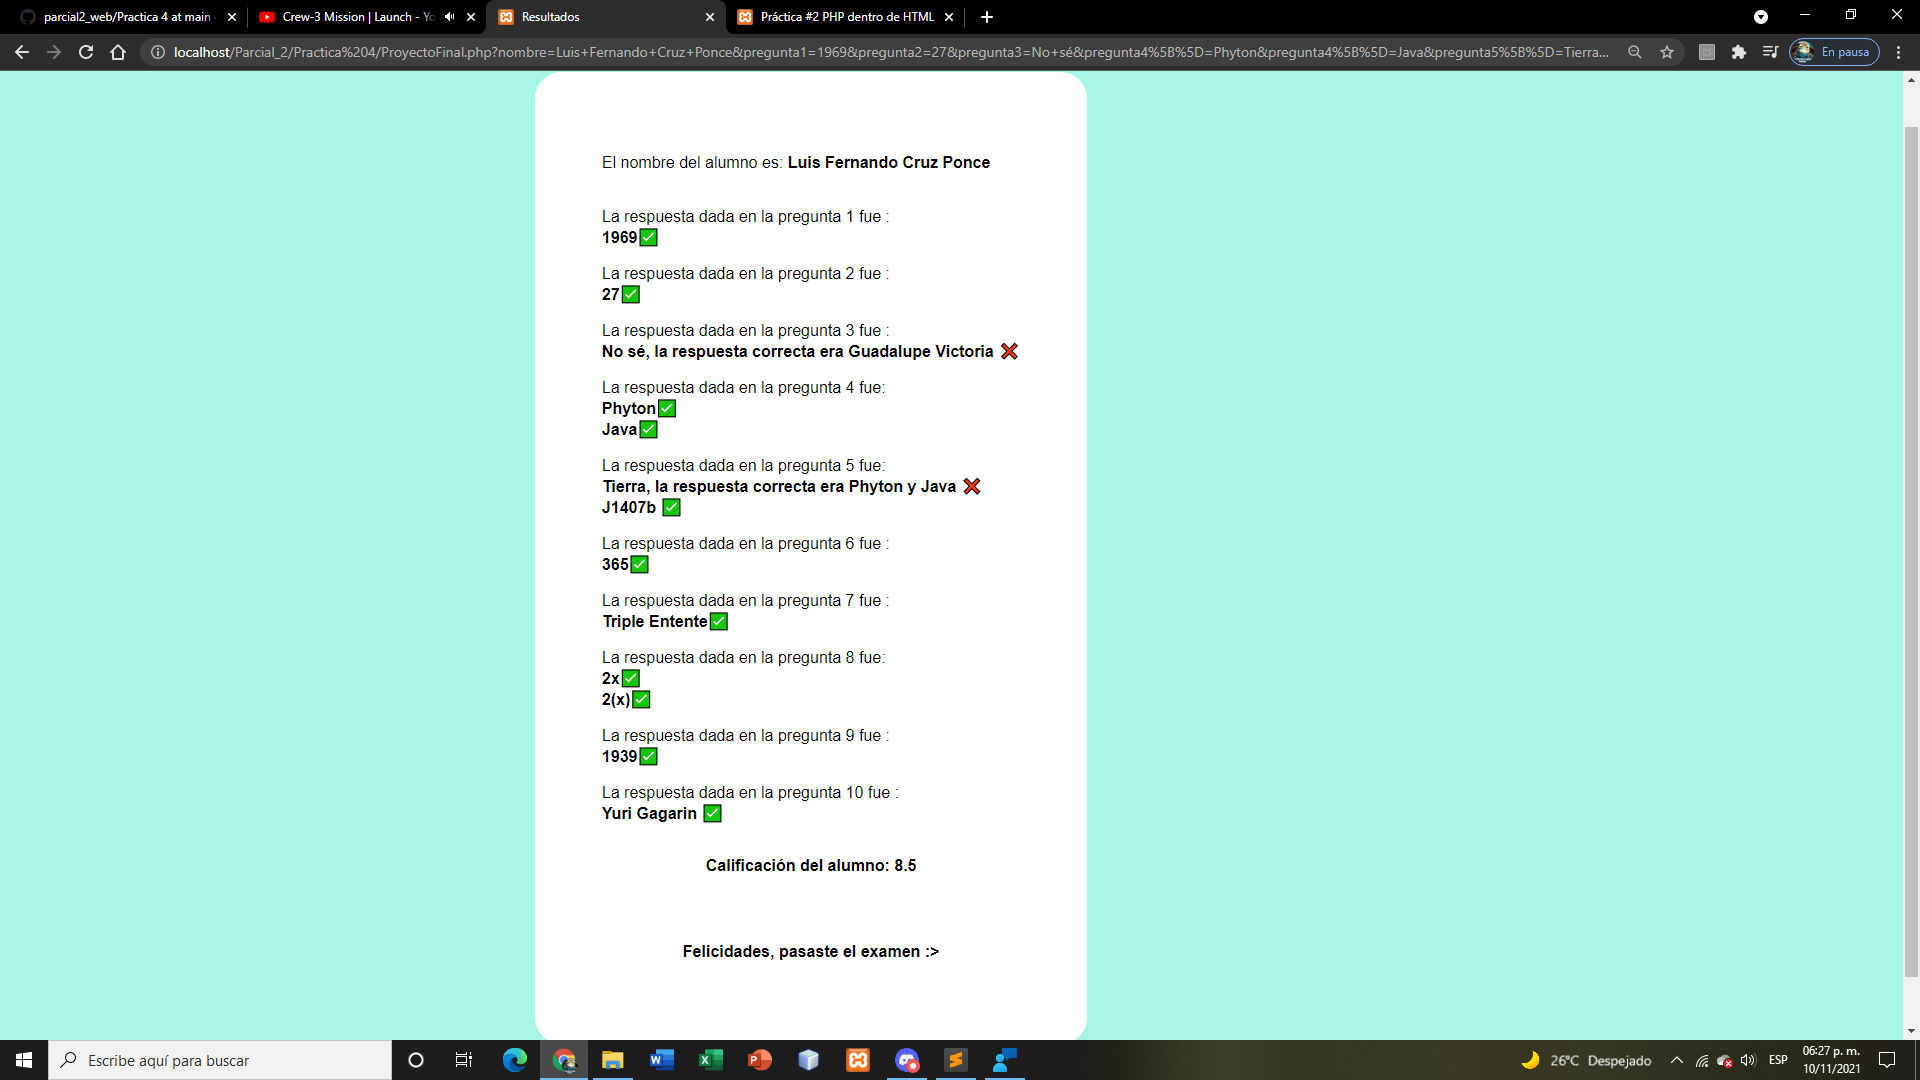 parcial2_web/Practica 4 at main
Crew-3 Mission | Launch - Yo
Resultados
Práctica #2 PHP dentro de HTML
localhost/Parcial_2/Practica%204/ProyectoFinal.php?nombre=Luis+Fernando+Cruz+Ponce&pregunta1=1969&pregunta2=27&pregunta3=No+sé&pregunta4%5B%5D=Phyton&pregunta4%5B%5D=Java&pregunta5%5B%5D=Tierra...
En pausa
El nombre del alumno es: Luis Fernando Cruz Ponce
La respuesta dada en la pregunta 1 fue :
1969✅
La respuesta dada en la pregunta 2 fue :
27✅
La respuesta dada en la pregunta 3 fue :
No sé, la respuesta correcta era Guadalupe Victoria ❌
La respuesta dada en la pregunta 4 fue:
Phyton✅
Java✅
La respuesta dada en la pregunta 5 fue:
Tierra, la respuesta correcta era Phyton y Java ❌
J1407b ✅
La respuesta dada en la pregunta 6 fue :
365✅
La respuesta dada en la pregunta 7 fue :
Triple Entente✅
La respuesta dada en la pregunta 8 fue:
2x✅
2(x)✅
La respuesta dada en la pregunta 9 fue :
1939✅
La respuesta dada en la pregunta 10 fue :
Yuri Gagarin ✅
Calificación del alumno: 8.5
Felicidades, pasaste el examen :>
Escribe aquí para buscar
26°C Despejado
ESP
06:27 p. m.
10/11/2021